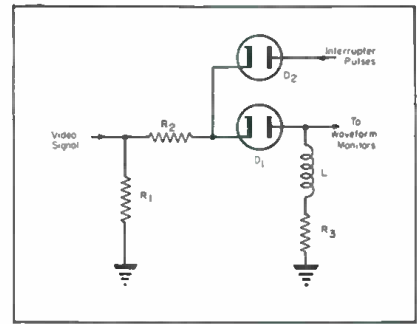 D2
Interrupter
Pulses
Video
Signal
R2
D1
To
Waveform
Monitors
R1
L
R3